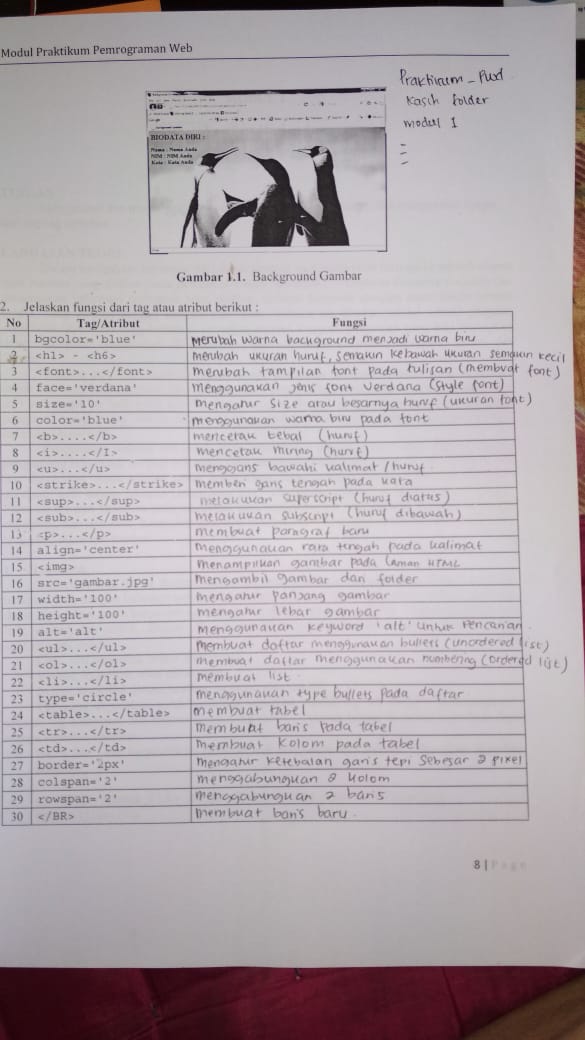 Modul Praktikum Pemrograman Web
Praktikum - Pwd
Kasih folder
modul 1
BIODATA DIRI :
Nama : Nama Anda
NIM : NIM Anda
Kelas : Kelas Anda
Gambar 1.1. Background Gambar
2. Jelaskan fungsi dari tag atau atribut berikut :
No Tag/Atribut Fungsi
1 bgcolor='blue' Merubah warna background menjadi warna biru
2 <h1> - <h6> Merubah ukuran huruf, semakin kebawah ukuran semakin kecil
3 <font>...</font> Merubah tampilan font pada tulisan (membuat font)
4 face='verdana' Menggunakan jenis font verdana (style font)
5 size='10' Mengatur size atau besarnya huruf (ukuran font)
6 color='blue' Menggunakan warna biru pada font
7 <b>....</b> mencetak tebal (huruf)
8 <i>....</I> Mencetak miring (huruf)
9 <u>...</u> Menggaris bawahi kalimat / huruf
10 <strike>...</strike> Memberi garis tengah pada kata
11 <sup>...</sup> melakukan superscript (huruf diatas)
12 <sub>...</sub> melakukan subscript (huruf dibawah)
13 <p>...</p> membuat paragraf baru
14 align='center' Menggunakan rata tengah pada kalimat
15 <img> Menampilkan gambar pada laman HTML
16 src='gambar.jpg' Mengambil gambar dari folder
17 width='100' Mengatur panjang gambar
18 height='100' Mengatur lebar gambar
19 alt='alt' Menggunakan keyword 'alt' untuk pencarian.
20 <ul>...</ul> Membuat daftar menggunakan bullets (unordered list)
21 <ol>...</ol> Membuat daftar menggunakan numbering (ordered list)
22 <li>...</li> Membuat list
23 type='circle' Menggunakan type bullets pada daftar
24 <table>...</table> Membuat tabel
25 <tr>...</tr> Membuat baris pada tabel
26 <td>...</td> Membuat kolom pada tabel
27 border='2px' Mengatur ketebalan garis tepi sebesar 2 pixel
28 colspan='2' menggabungkan 2 kolom
29 rowspan='2' Menggabungkan 2 baris
30 </BR> Membuat baris baru.
8 | Page